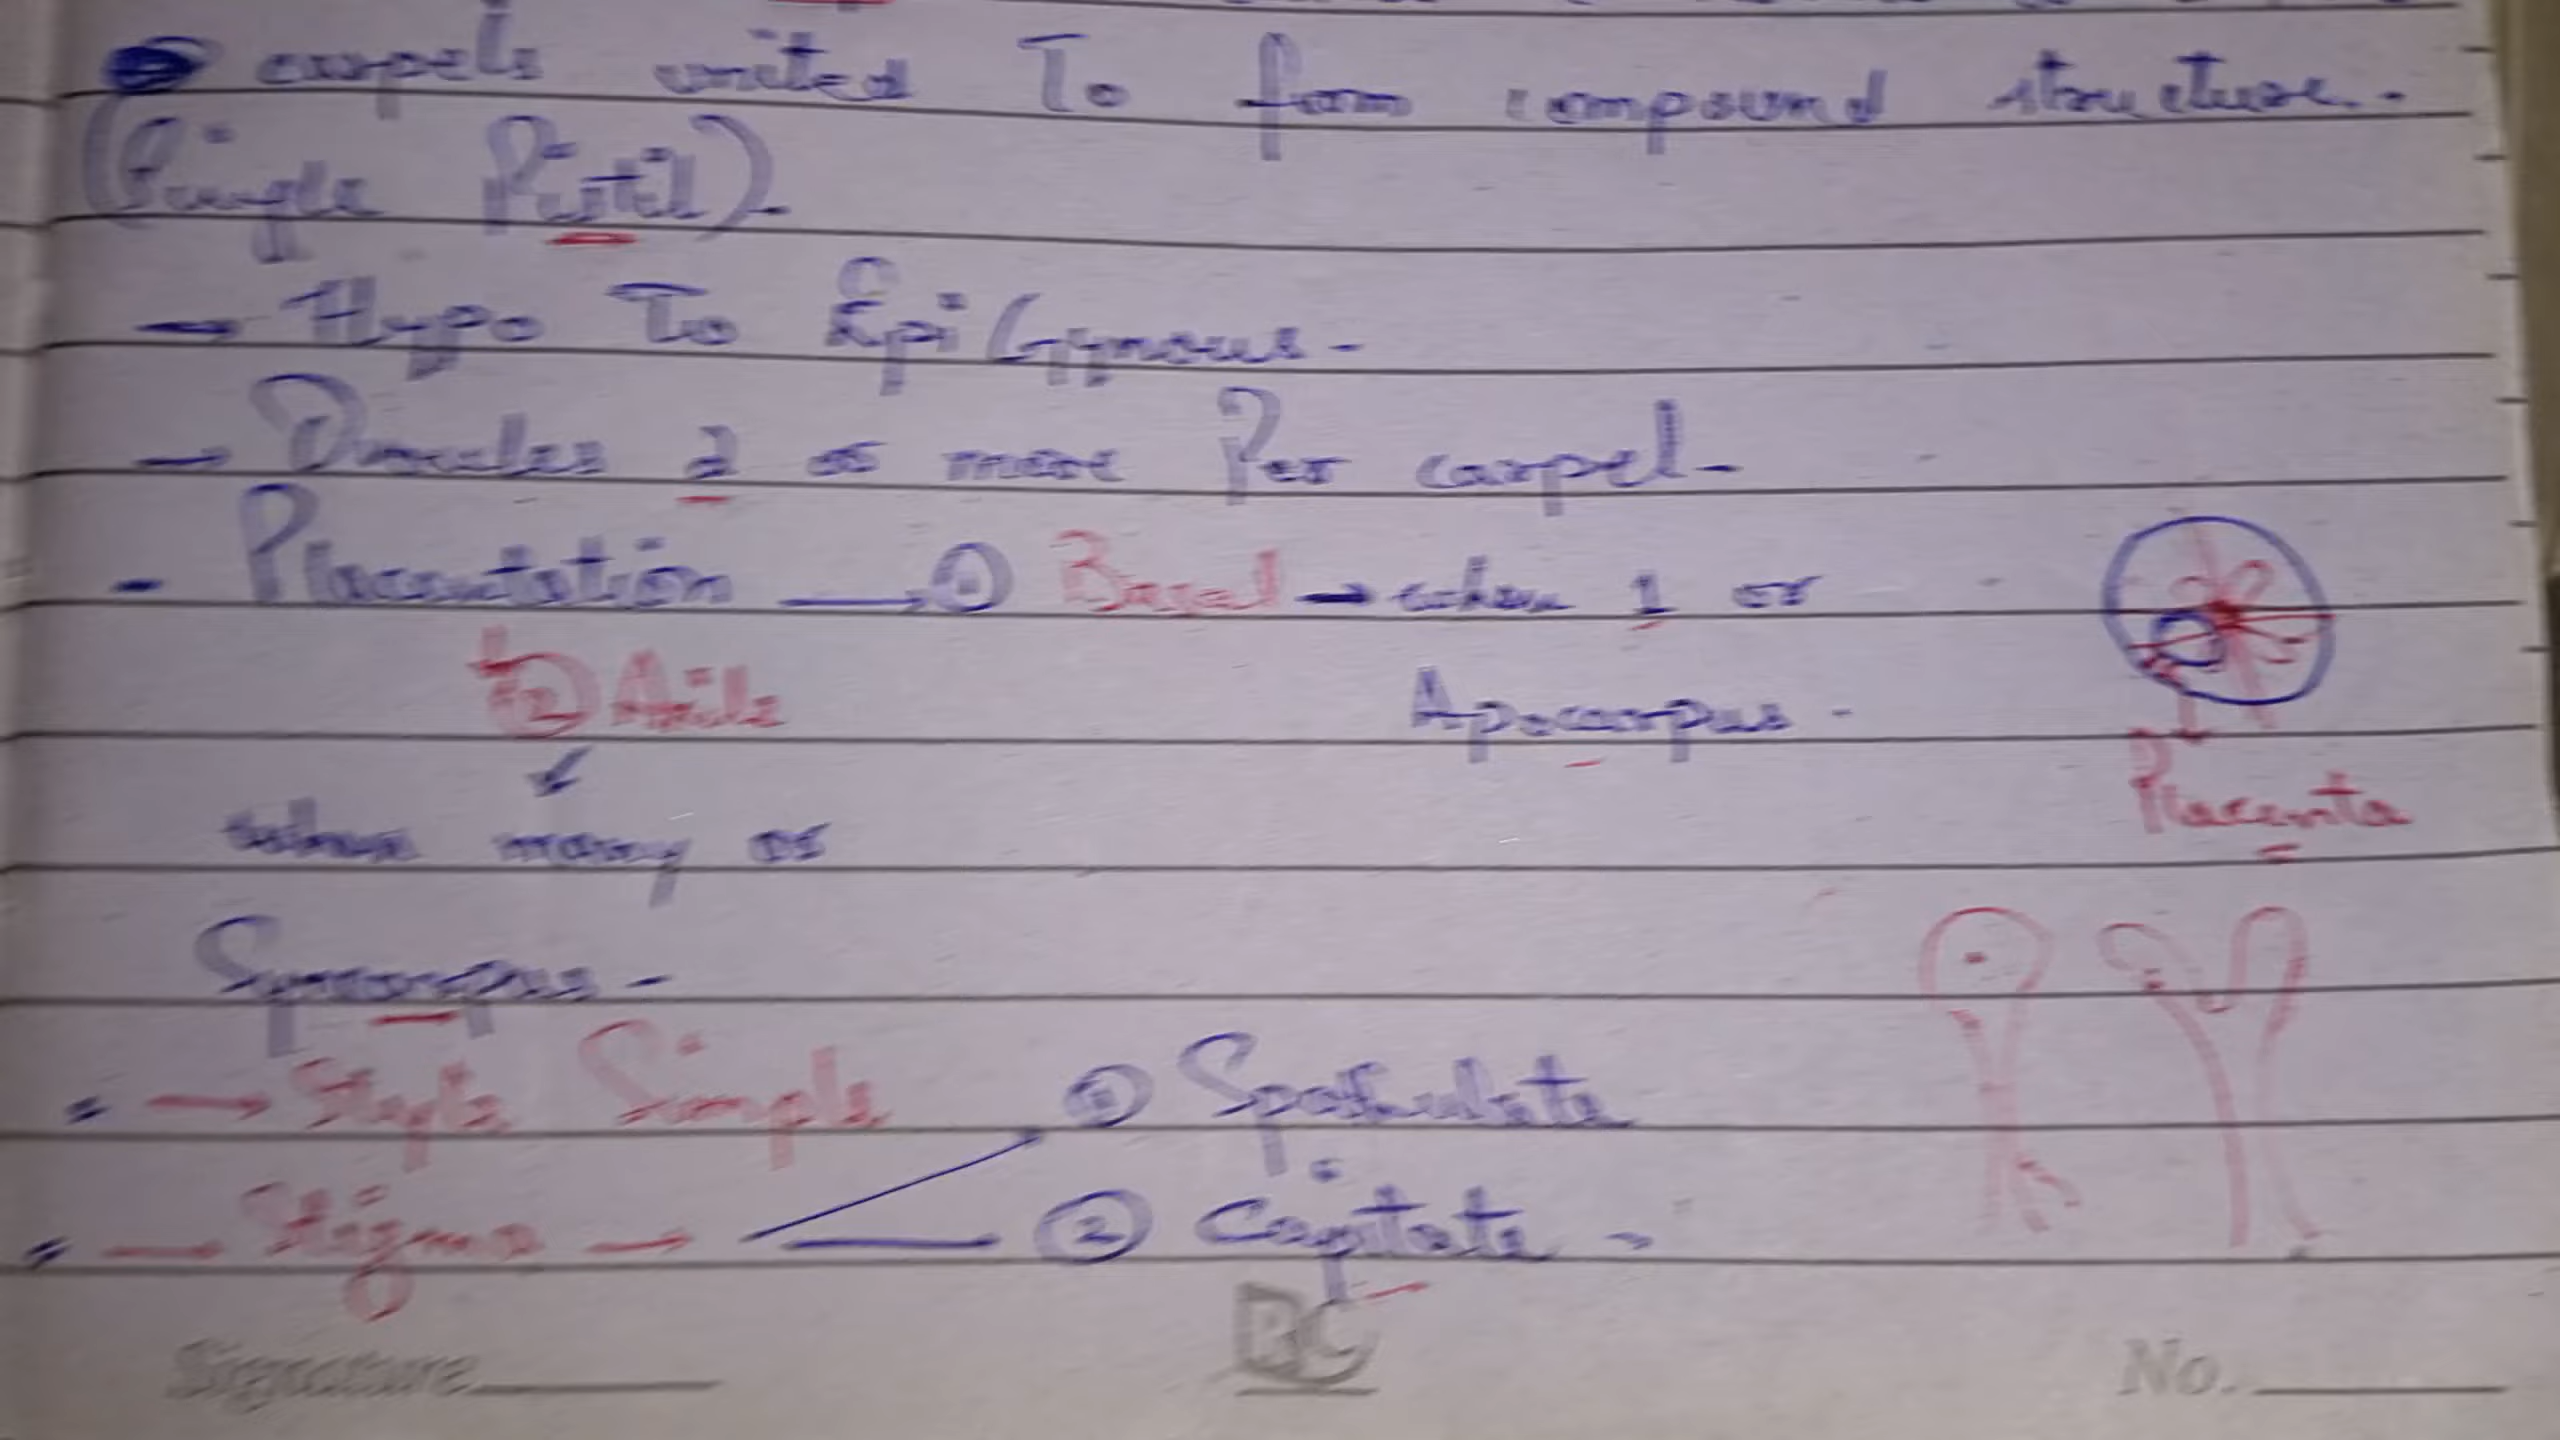 carpels united To form compound structure.
(Single Pistil).
→ Hypo To EpiGynous.
→ Ovules 2 or more Per carpel.
- Placentation → ① Basal → when 1 or
② Axile
Apocarpus.
Placenta
when many or
Syncarpus.
→ Style Simple
① Spathulate
→ Stigma →
② Capitate.
Signature
RC
No.